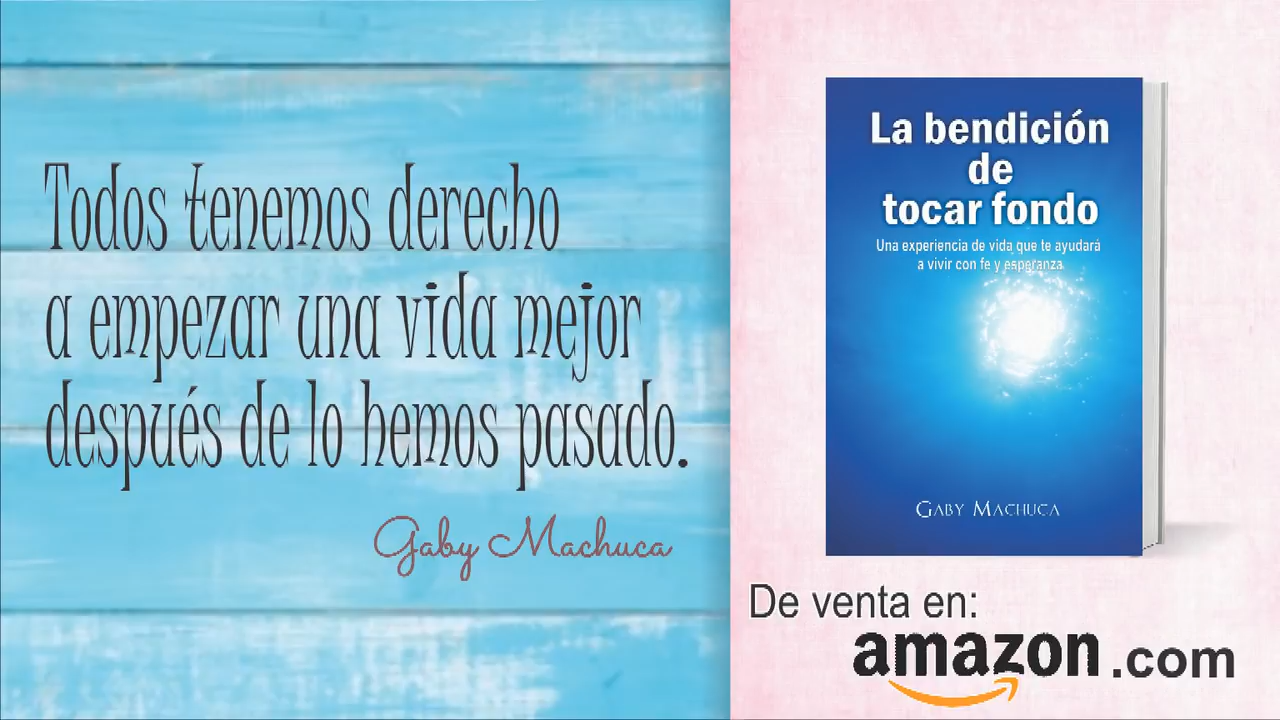 Todos tenemos derecho
a empezar una vida mejor
después de lo hemos pasado.
Gaby Machuca
La bendición
de
tocar fondo
Una experiencia de vida que te ayudará
a vivir con fe y esperanza
GABY MACHUCA
De venta en:
amazon.com